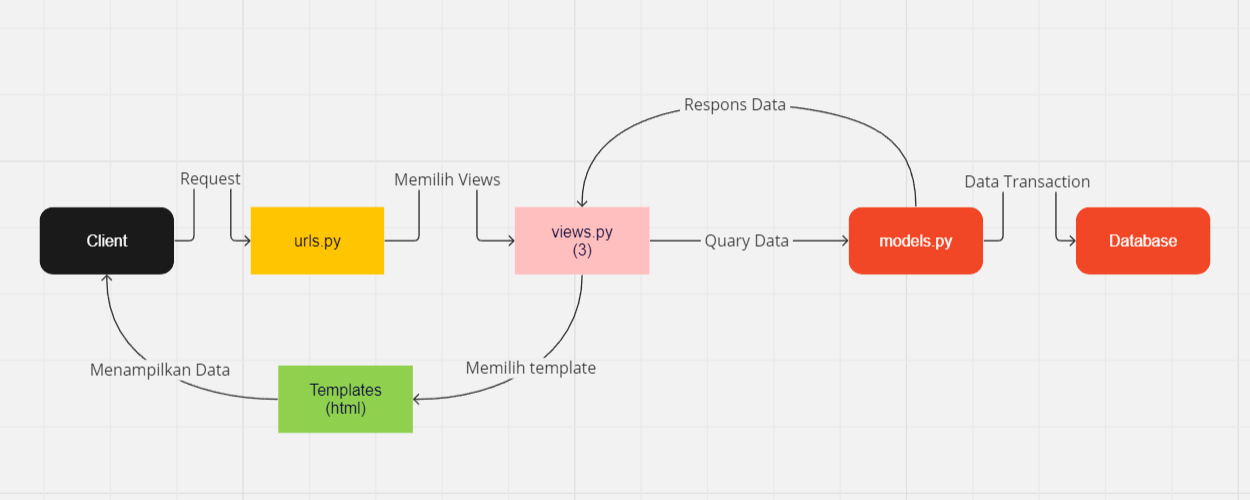 Respons Data
Request
Memilih Views
Data Transaction
Client
urls.py
views.py
(3)
Quary Data
models.py
Database
Menampilkan Data
Memilih template
Templates
(html)